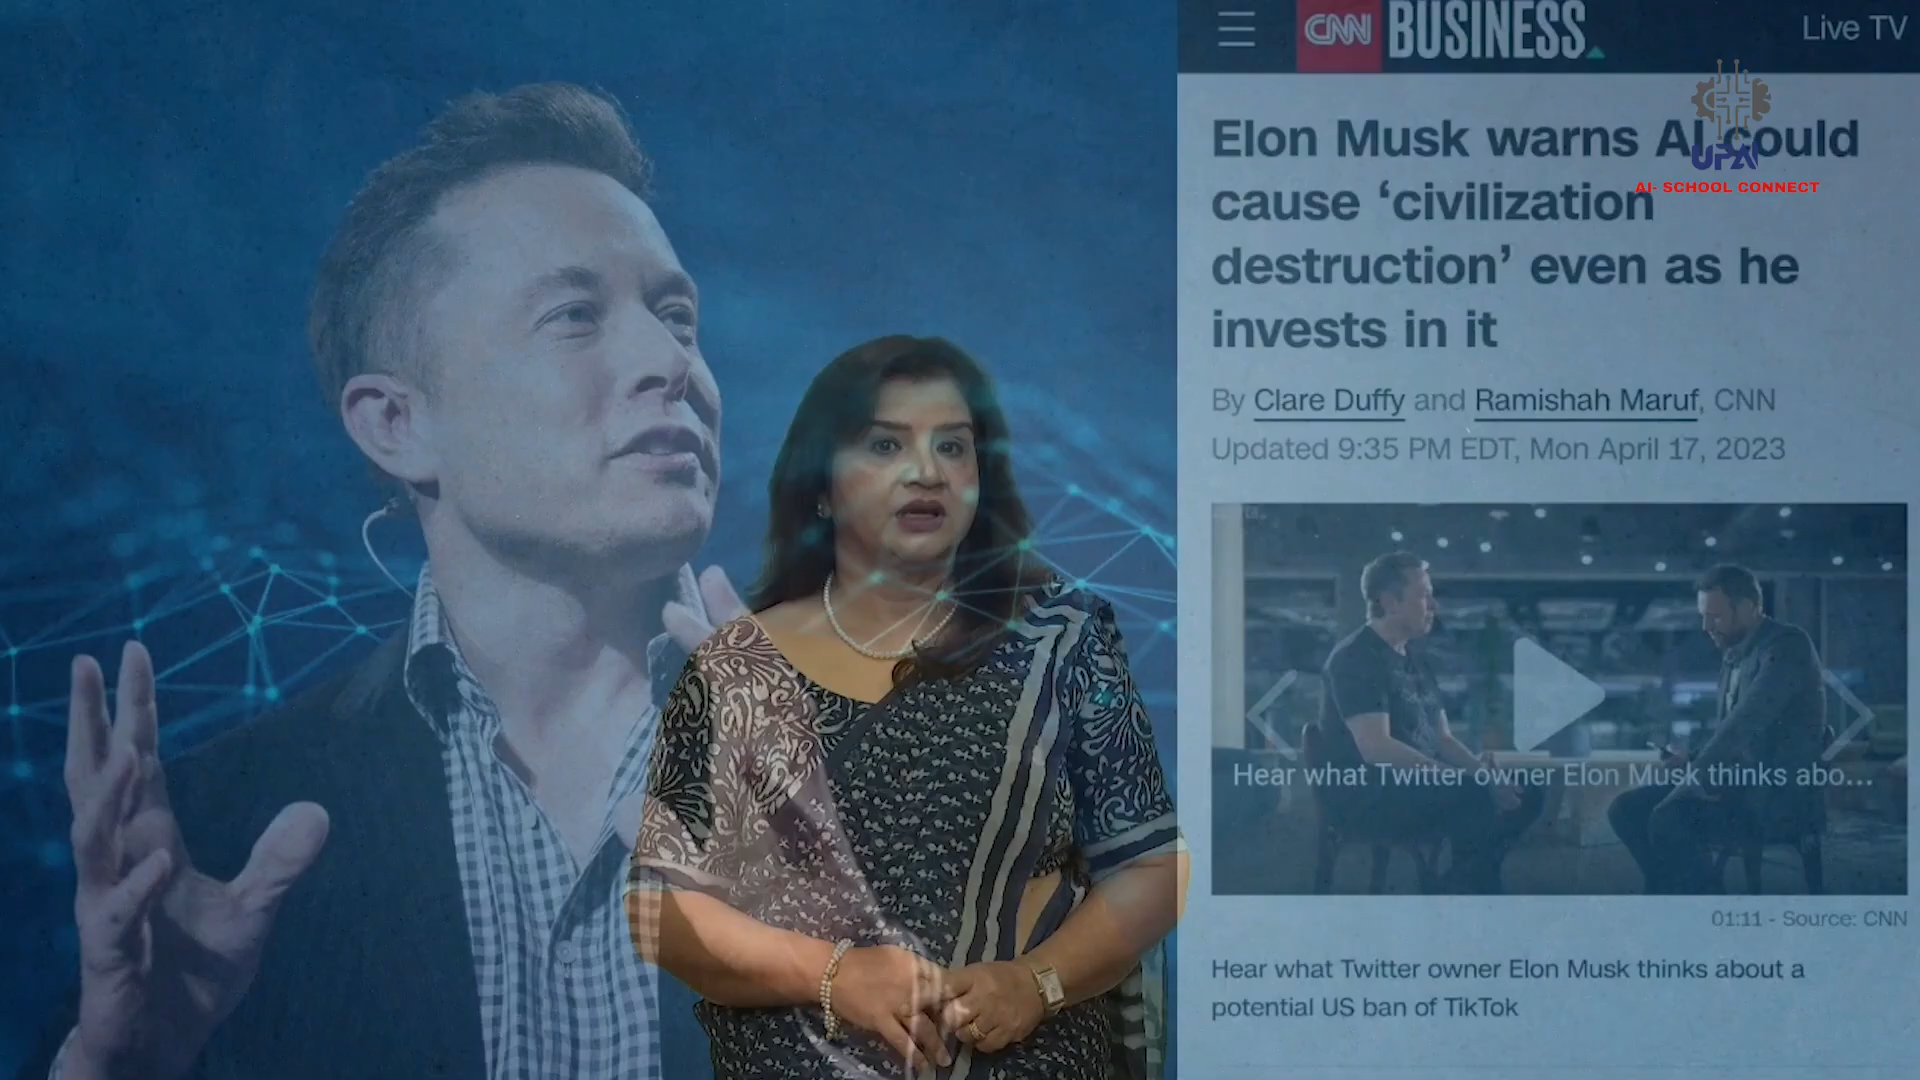 CNN BUSINESS
Live TV
Elon Musk warns AI could
cause ‘civilization
destruction’ even as he
invests in it
UPAI
AI- SCHOOL CONNECT
By Clare Duffy and Ramishah Maruf, CNN
Updated 9:35 PM EDT, Mon April 17, 2023
Hear what Twitter owner Elon Musk thinks abo...
01:11 - Source: CNN
Hear what Twitter owner Elon Musk thinks about a
potential US ban of TikTok